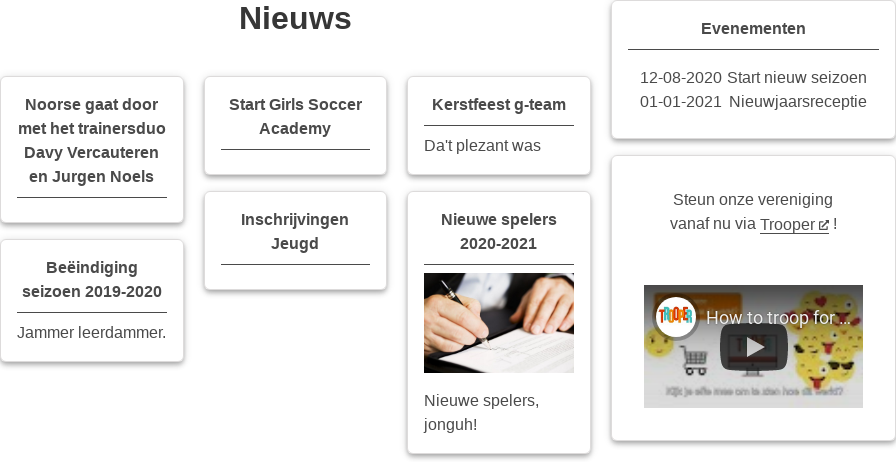 Nieuws
Noorse gaat door
met het trainersduo
Davy Vercauteren
en Jurgen Noels
Beëindiging
seizoen 2019-2020
Jammer leerdammer.
Start Girls Soccer
Academy
Inschrijvingen
Jeugd
Kerstfeest g-team
Da't plezant was
Nieuwe spelers
2020-2021
Nieuwe spelers,
jonguh!
Evenementen
12-08-2020 Start nieuw seizoen
01-01-2021 Nieuwjaarsreceptie
Steun onze vereniging
vanaf nu via Trooper !
TROOPER
How to troop for ...
Kijk je effe mee om te zien hoe dit werkt?